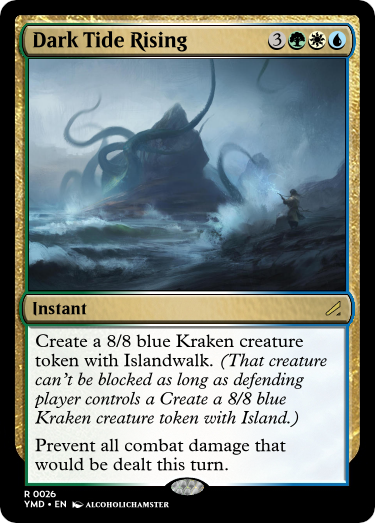 Dark Tide Rising 3
Instant
Create a 8/8 blue Kraken creature
token with Islandwalk. (That creature
can't be blocked as long as defending
player controls a Create a 8/8 blue
Kraken creature token with Island.)
Prevent all combat damage that
would be dealt this turn.
R 0026
YMD • EN ALCOHOLICHAMSTER